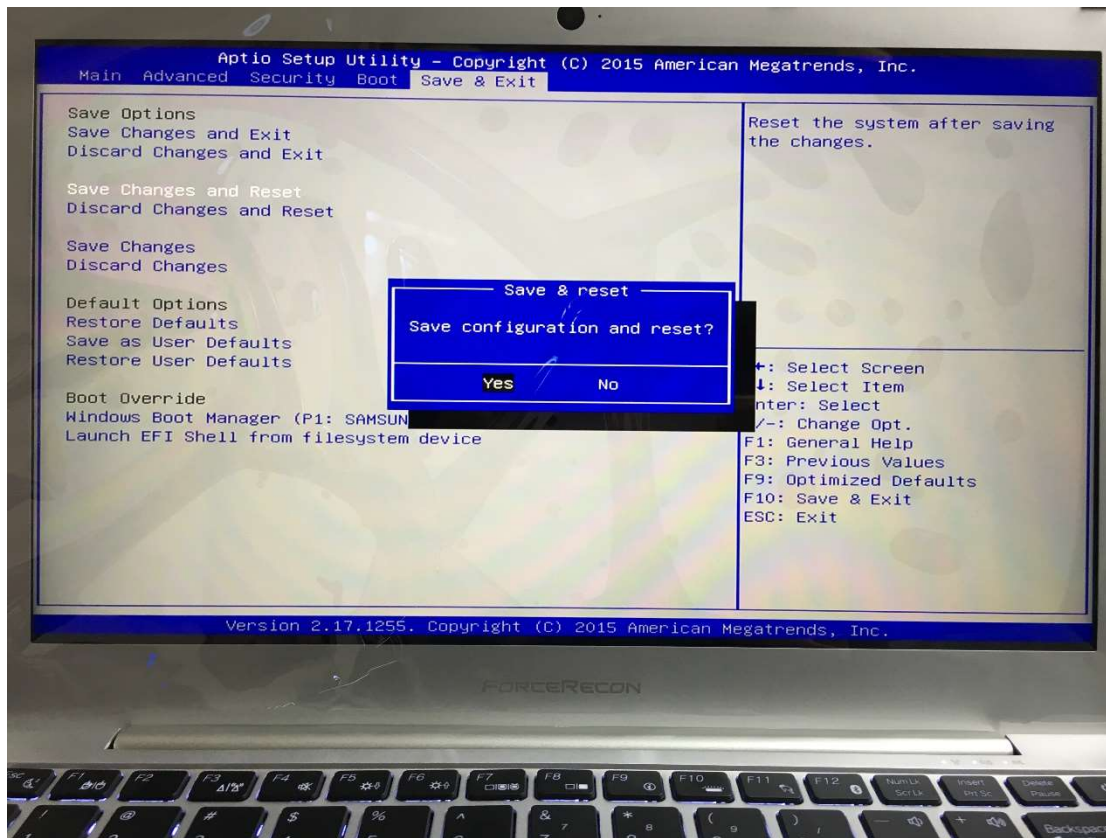 Aptio Setup Utility – Copyright (C) 2015 American Megatrends, Inc.
Main Advanced Security Boot Save & Exit
Save Options
Save Changes and Exit
Discard Changes and Exit
Save Changes and Reset
Discard Changes and Reset
Save Changes
Discard Changes
Default Options
Restore Defaults
Save as User Defaults
Restore User Defaults
Boot Override
Windows Boot Manager (P1: SAMSUN
Launch EFI Shell from filesystem device
Save & reset
Save configuration and reset?
Yes No
Reset the system after saving
the changes.
: Select Screen
: Select Item
nter: Select
/-: Change Opt.
F1: General Help
F3: Previous Values
F9: Optimized Defaults
F10: Save & Exit
ESC: Exit
Version 2.17.1255. Copyright (C) 2015 American Megatrends, Inc.
FORCERECON
F1 F2 F3 F4 F5 F6 F7 F8 F9 F10 F11 F12 NumLk Insert Delete
ScrLk Prt Sc Pause
! @ # $ % ^ & 7 * 8 ( 9 ) / - + Backspace